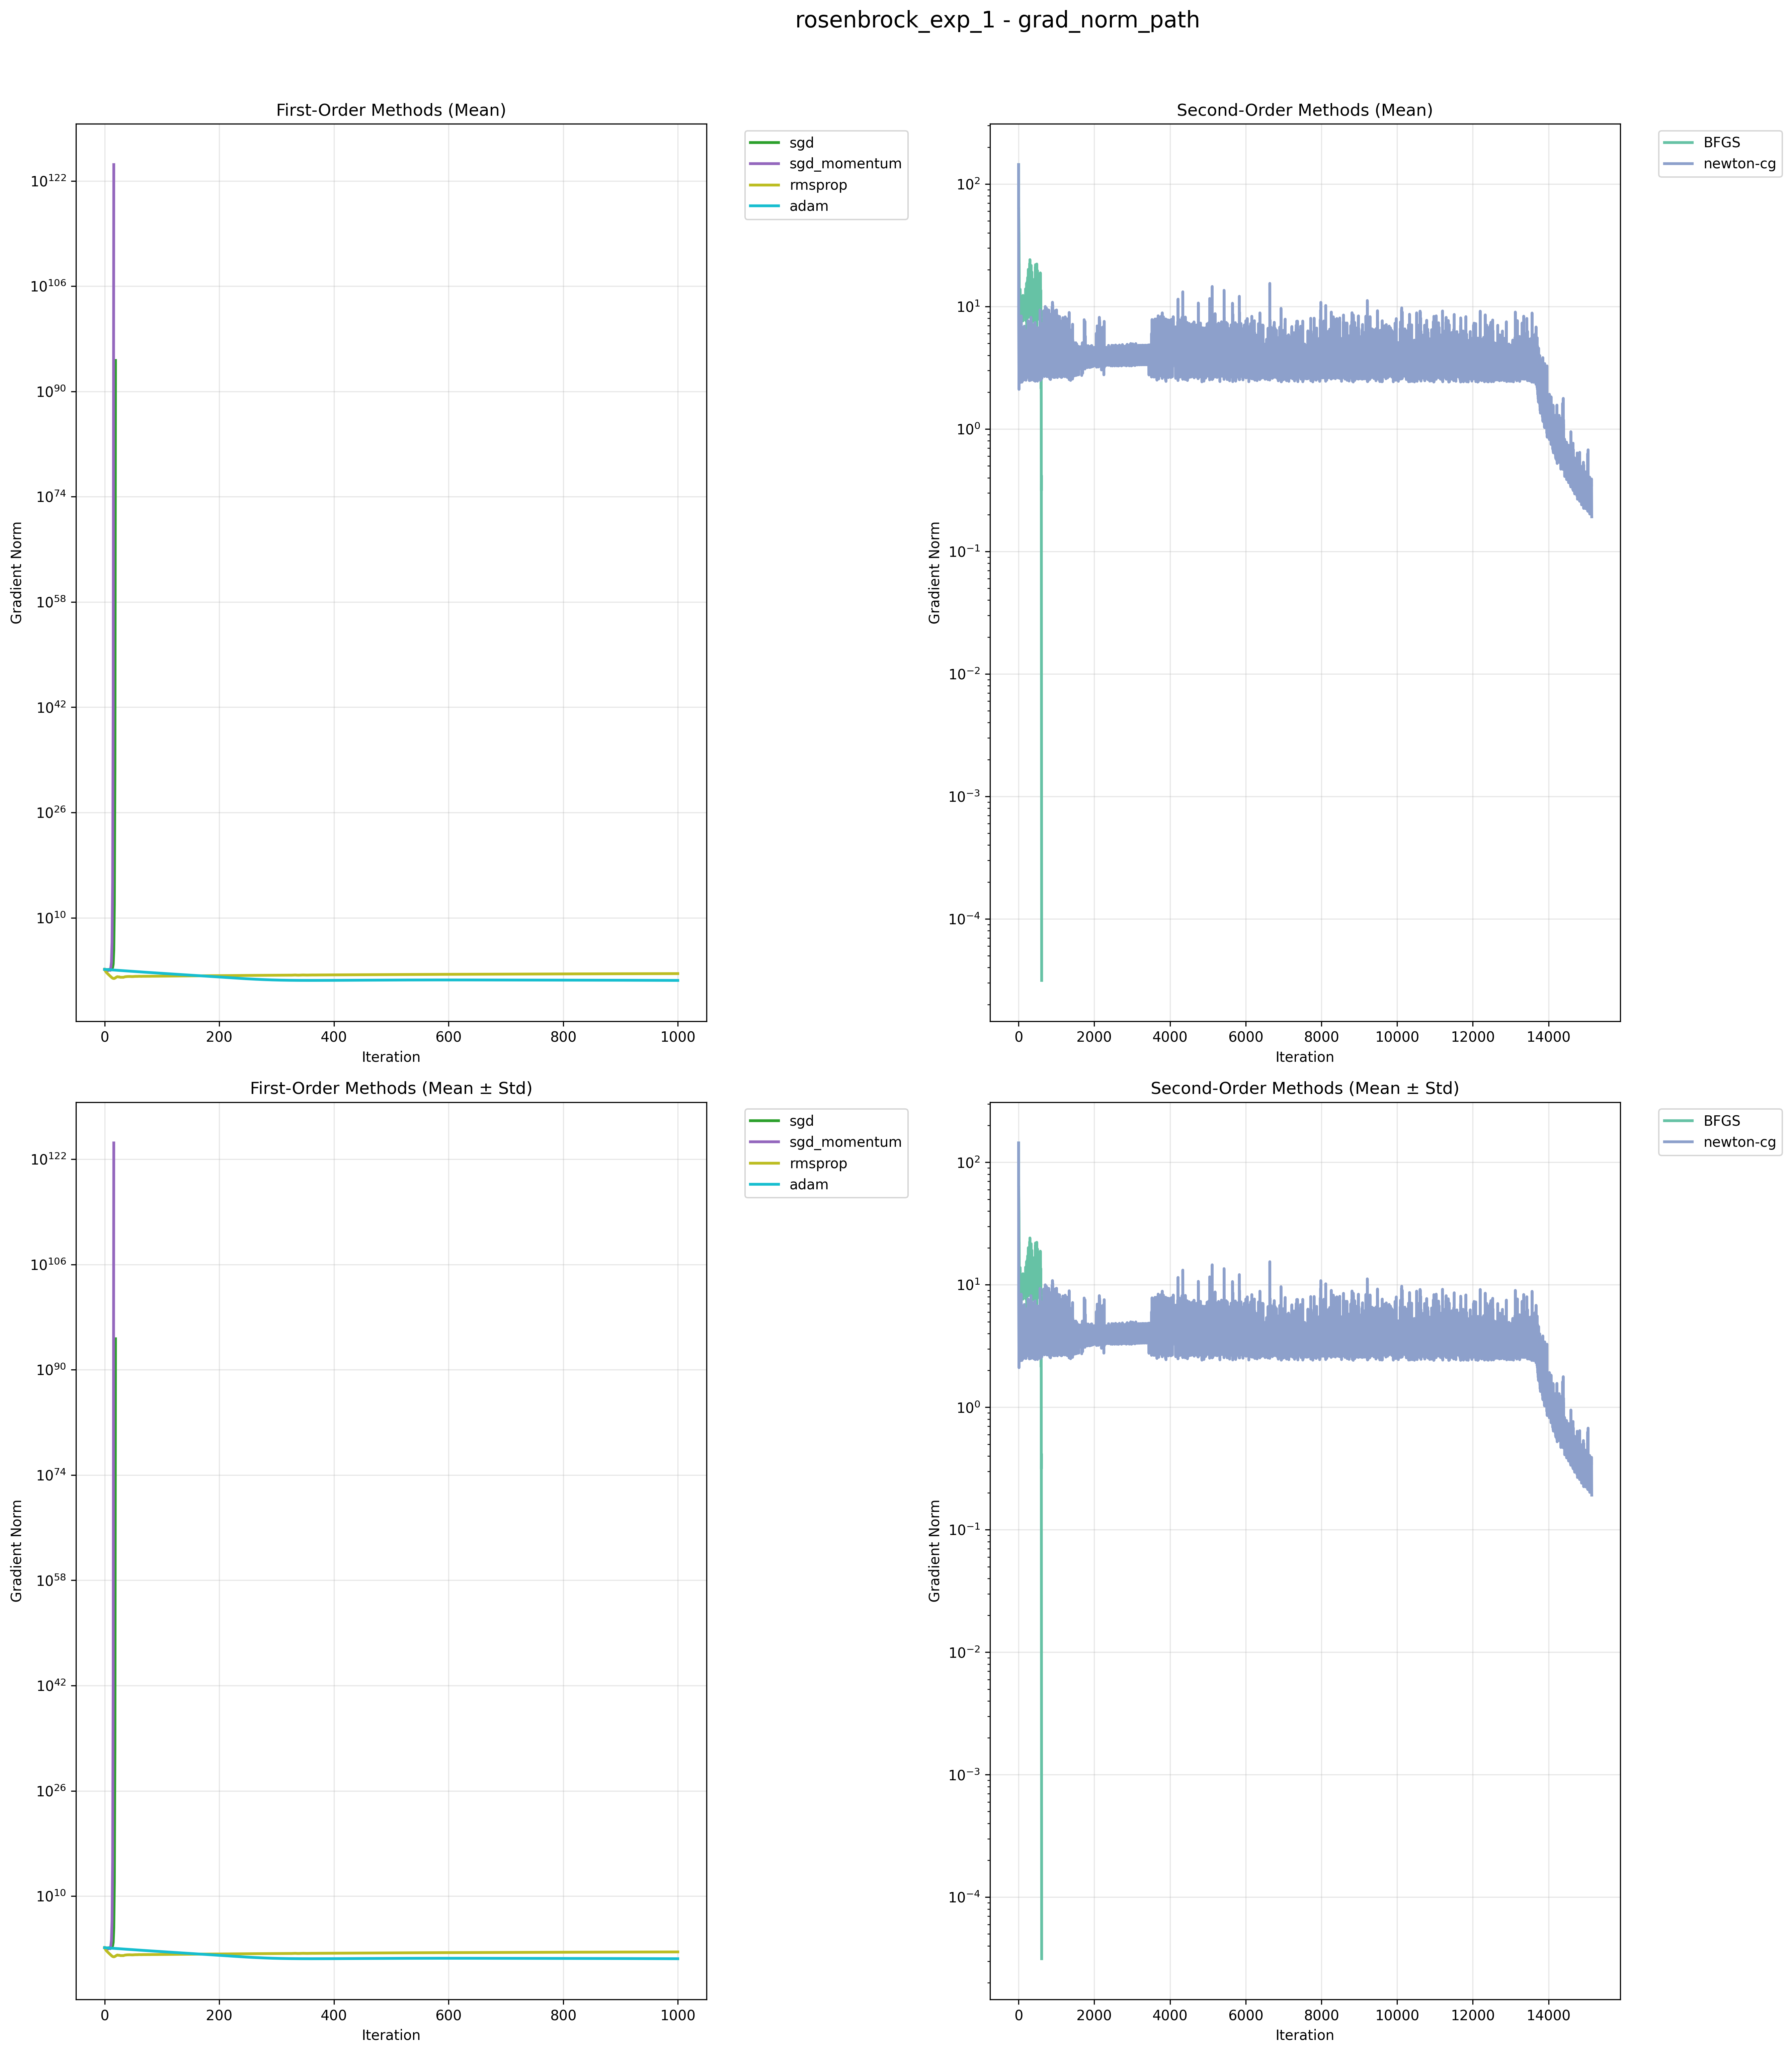 rosenbrock_exp_1 - grad_norm_path
First-Order Methods (Mean)
10^122
10^106
10^90
10^74
10^58
10^42
10^26
10^10
Gradient Norm
0 200 400 600 800 1000
Iteration
sgd
sgd_momentum
rmsprop
adam
Second-Order Methods (Mean)
10^2
10^1
10^0
10^−1
10^−2
10^−3
10^−4
Gradient Norm
0 2000 4000 6000 8000 10000 12000 14000
Iteration
BFGS
newton-cg
First-Order Methods (Mean ± Std)
10^122
10^106
10^90
10^74
10^58
10^42
10^26
10^10
Gradient Norm
0 200 400 600 800 1000
Iteration
sgd
sgd_momentum
rmsprop
adam
Second-Order Methods (Mean ± Std)
10^2
10^1
10^0
10^−1
10^−2
10^−3
10^−4
Gradient Norm
0 2000 4000 6000 8000 10000 12000 14000
Iteration
BFGS
newton-cg